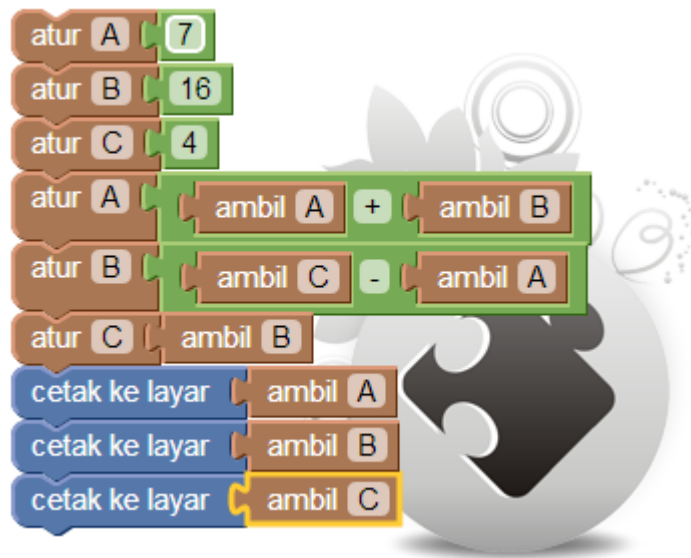 atur A 7
atur B 16
atur C 4
atur A ambil A + ambil B
atur B ambil C - ambil A
atur C ambil B
cetak ke layar ambil A
cetak ke layar ambil B
cetak ke layar ambil C